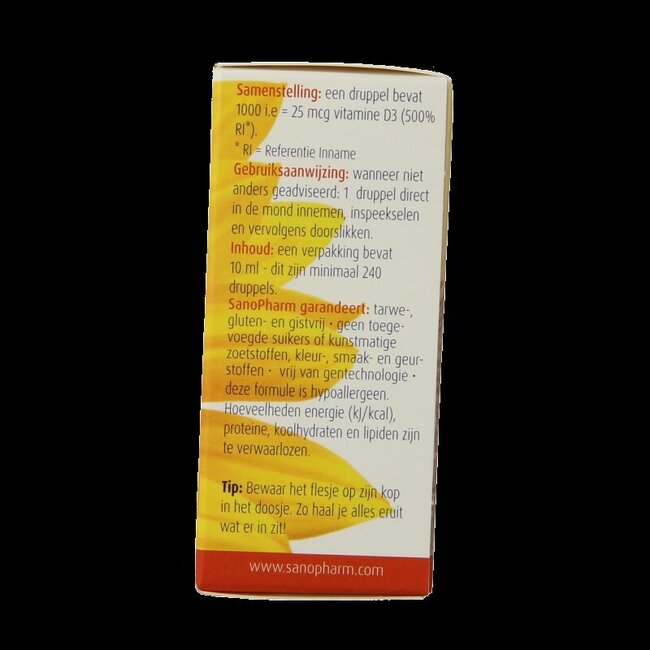 Samenstelling: een druppel bevat
1000 i.e = 25 mcg vitamine D3 (500%
RI*).
* RI = Referentie Inname
Gebruiksaanwijzing: wanneer niet
anders geadviseerd: 1 druppel direct
in de mond innemen, inspeekselen
en vervolgens doorslikken.
Inhoud: een verpakking bevat
10 ml - dit zijn minimaal 240
druppels.
SanoPharm garandeert: tarwe-,
gluten- en gistvrij · geen toege-
voegde suikers of kunstmatige
zoetstoffen, kleur-, smaak- en geur-
stoffen · vrij van gentechnologie ·
deze formule is hypoallergeen.
Hoeveelheden energie (kJ/kcal),
proteine, koolhydraten en lipiden zijn
te verwaarlozen.
Tip: Bewaar het flesje op zijn kop
in het doosje. Zo haal je alles eruit
wat er in zit!
www.sanopharm.com